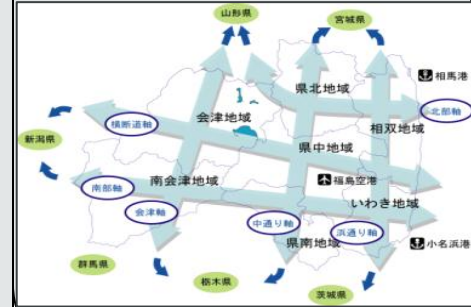 山形県
宮城県
県北地域
相馬港
北部軸
会津地域
横断道軸
相双地域
新潟県
県中地域
南会津地域
福島空港
南部軸
いわき地域
会津軸
中通り軸
浜通り軸
県南地域
小名浜港
群馬県
栃木県
茨城県